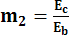 m₂ = E_c/E_b